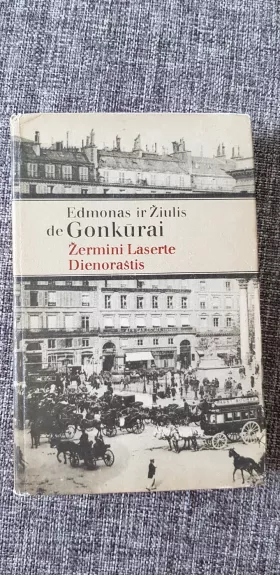 Edmonas ir Žiulis
de Gonkūrai
Žermini Laserte
Dienoraštis